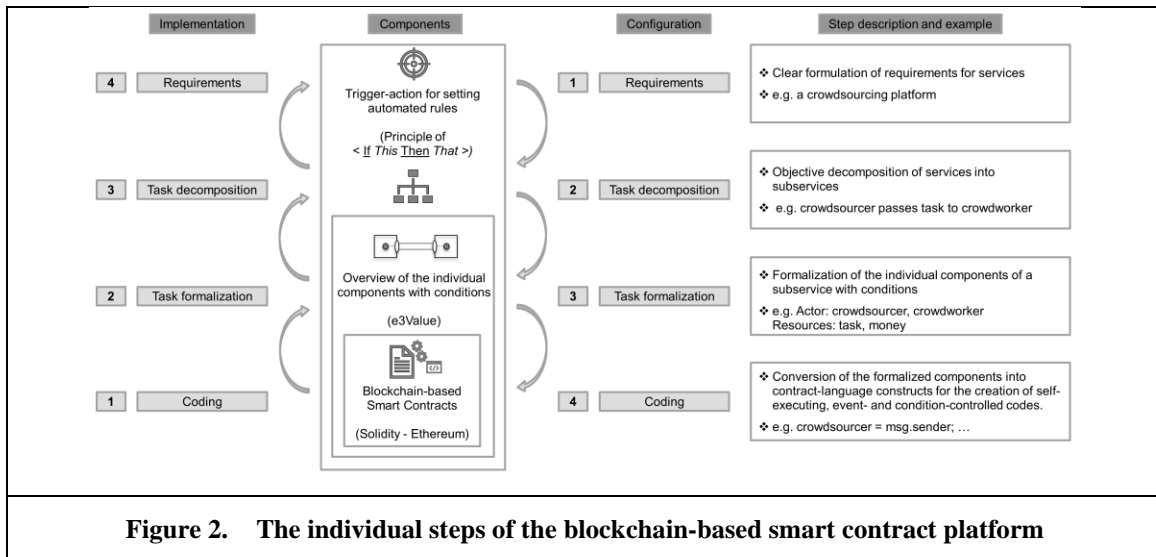 Implementation
Components
Configuration
Step description and example
4 Requirements
3 Task decomposition
2 Task formalization
1 Coding
Trigger-action for setting
automated rules
(Principle of
< If This Then That >)
Overview of the individual
components with conditions
(e3Value)
Blockchain-based
Smart Contracts
(Solidity - Ethereum)
1 Requirements
2 Task decomposition
3 Task formalization
4 Coding
❖ Clear formulation of requirements for services
❖ e.g. a crowdsourcing platform
❖ Objective decomposition of services into
subservices
❖ e.g. crowdsourcer passes task to crowdworker
❖ Formalization of the individual components of a
subservice with conditions
❖ e.g. Actor: crowdsourcer, crowdworker
Resources: task, money
❖ Conversion of the formalized components into
contract-language constructs for the creation of self-
executing, event- and condition-controlled codes.
❖ e.g. crowdsourcer = msg.sender; …
Figure 2. The individual steps of the blockchain-based smart contract platform